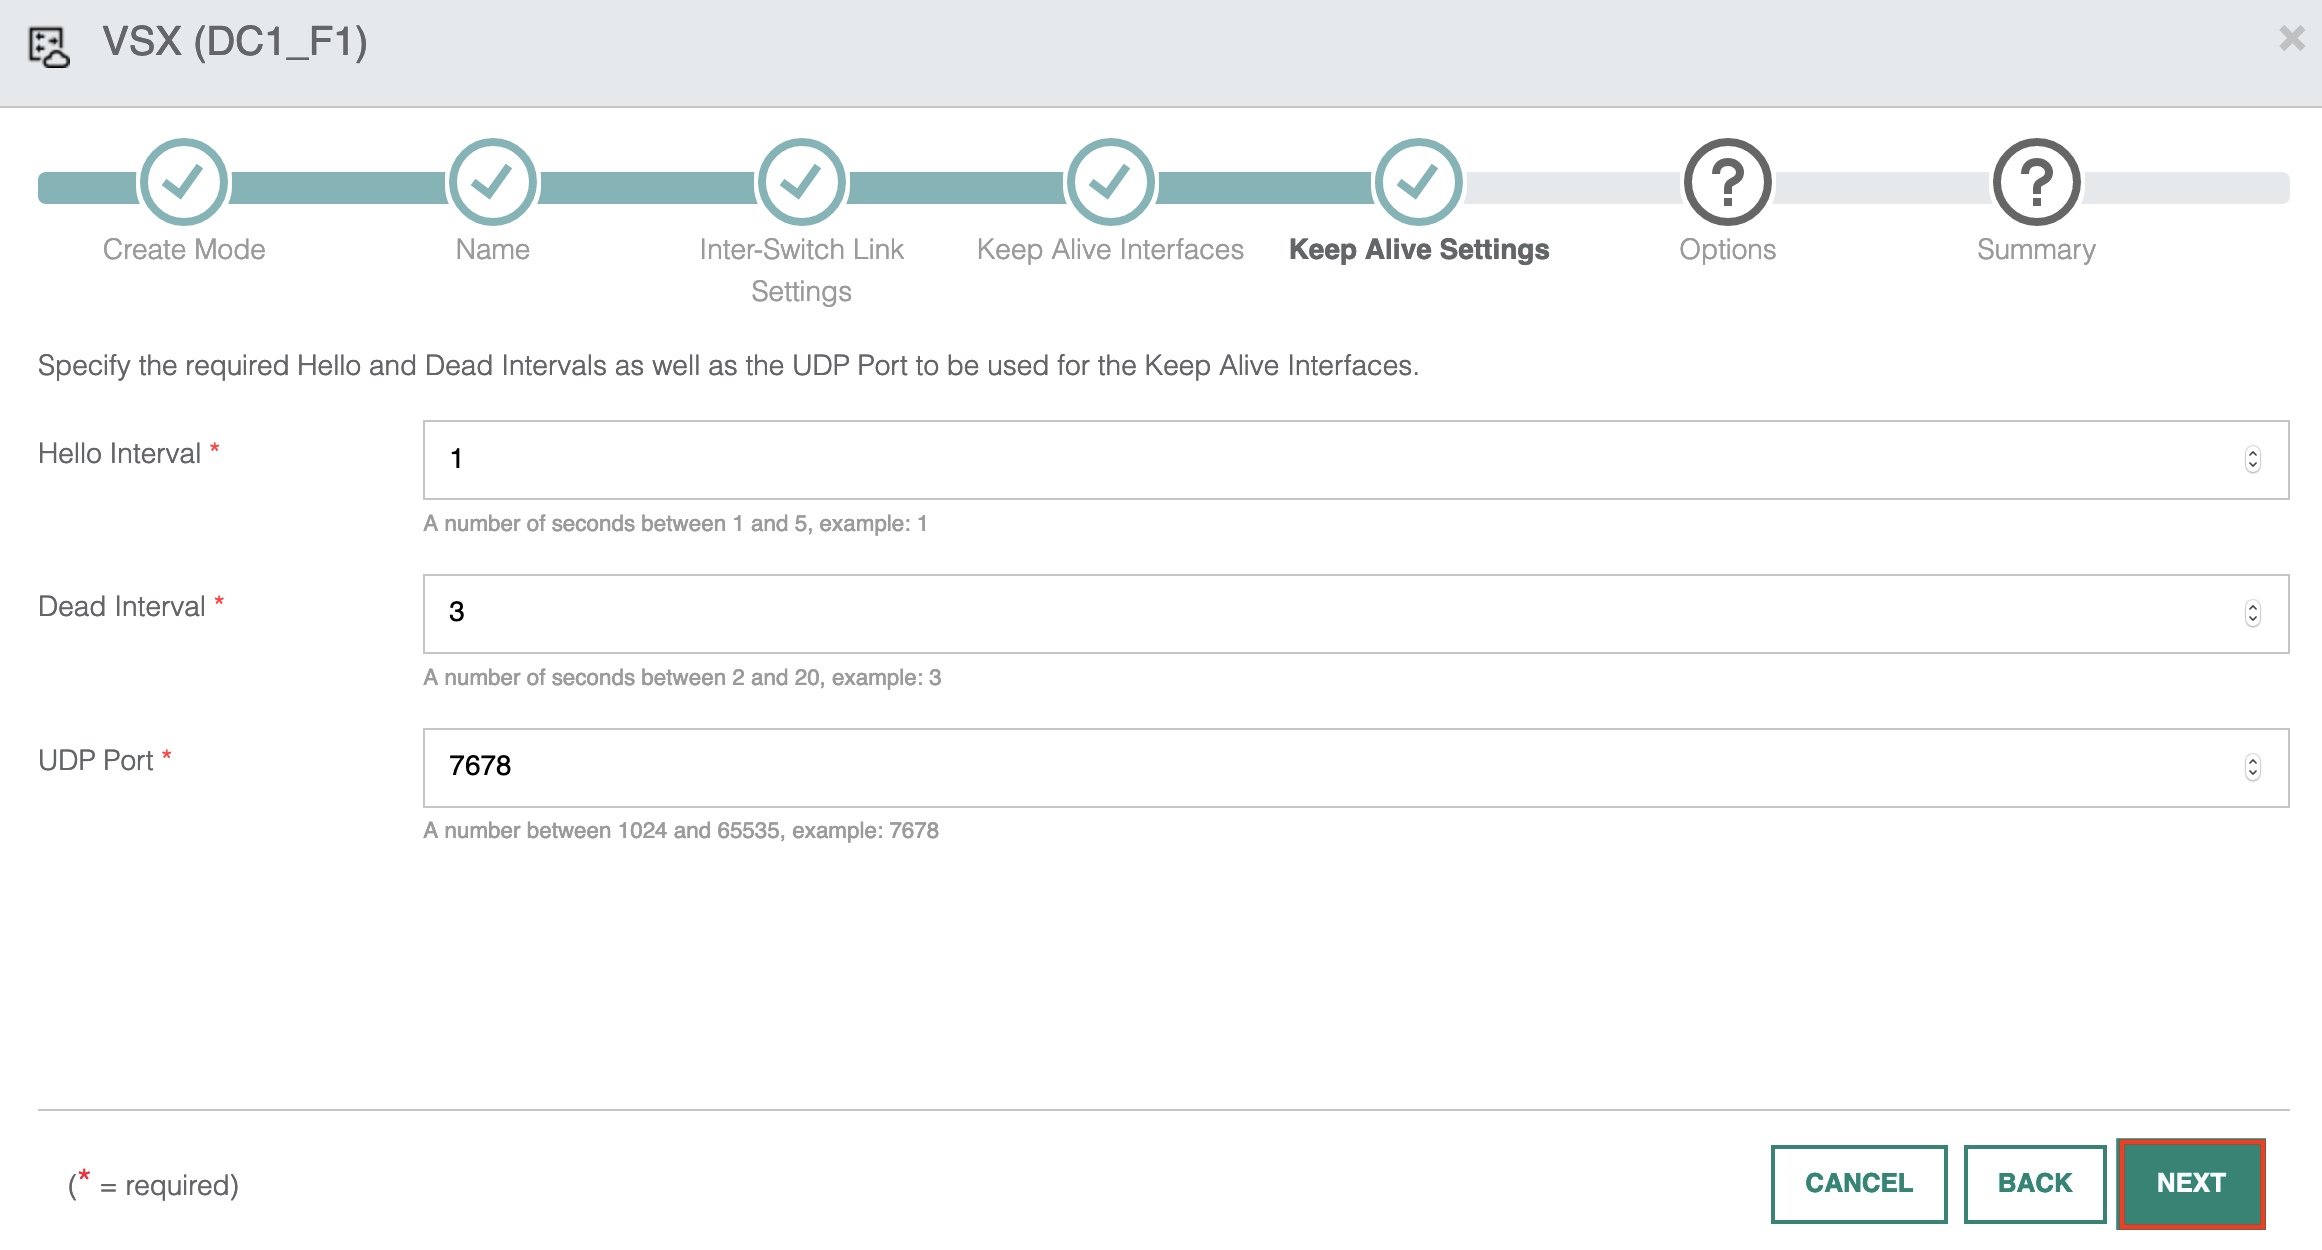 VSX (DC1_F1)
Create Mode
Name
Inter-Switch Link
Settings
Keep Alive Interfaces
Keep Alive Settings
?
Options
?
Summary
Specify the required Hello and Dead Intervals as well as the UDP Port to be used for the Keep Alive Interfaces.
Hello Interval *
1
A number of seconds between 1 and 5, example: 1
Dead Interval *
3
A number of seconds between 2 and 20, example: 3
UDP Port *
7678
A number between 1024 and 65535, example: 7678
(* = required)
CANCEL
BACK
NEXT